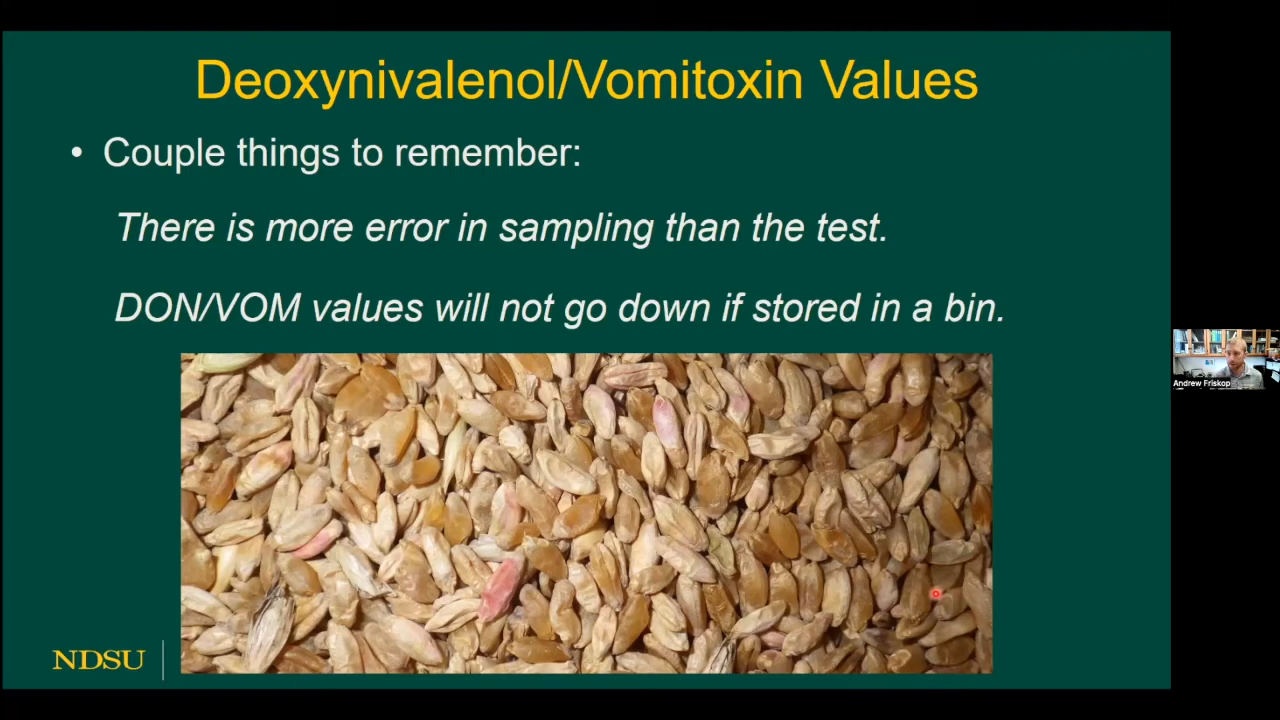 Deoxynivalenol/Vomitoxin Values
• Couple things to remember:
There is more error in sampling than the test.
DON/VOM values will not go down if stored in a bin.
Andrew Friskop
NDSU